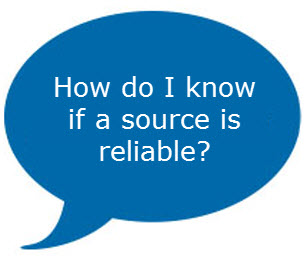 How do I know
if a source is
reliable?